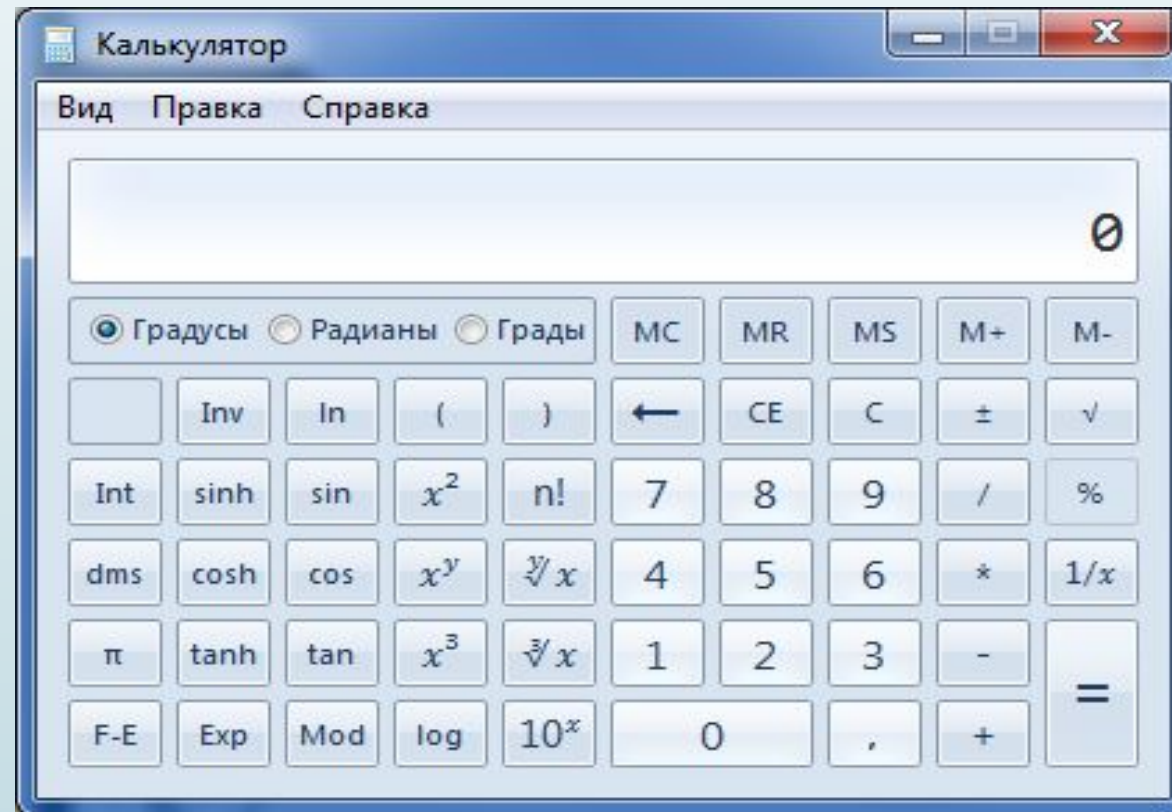 Калькулятор
Вид Правка Справка
0
Градусы Радианы Грады MC MR MS M+ M-
Inv ln ( ) ← CE C ± √
Int sinh sin x² n! 7 8 9 / %
dms cosh cos xʸ ʸ√x 4 5 6 * 1/x
π tanh tan x³ ³√x 1 2 3 - =
F-E Exp Mod log 10ˣ 0 , +